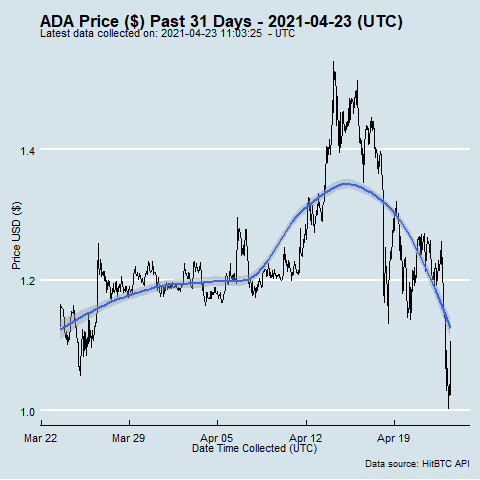 ADA Price ($) Past 31 Days - 2021-04-23 (UTC)
Latest data collected on: 2021-04-23 11:03:25 - UTC
Price USD ($)
1.4
1.2
1.0
Mar 22 Mar 29 Apr 05 Apr 12 Apr 19
Date Time Collected (UTC)
Data source: HitBTC API